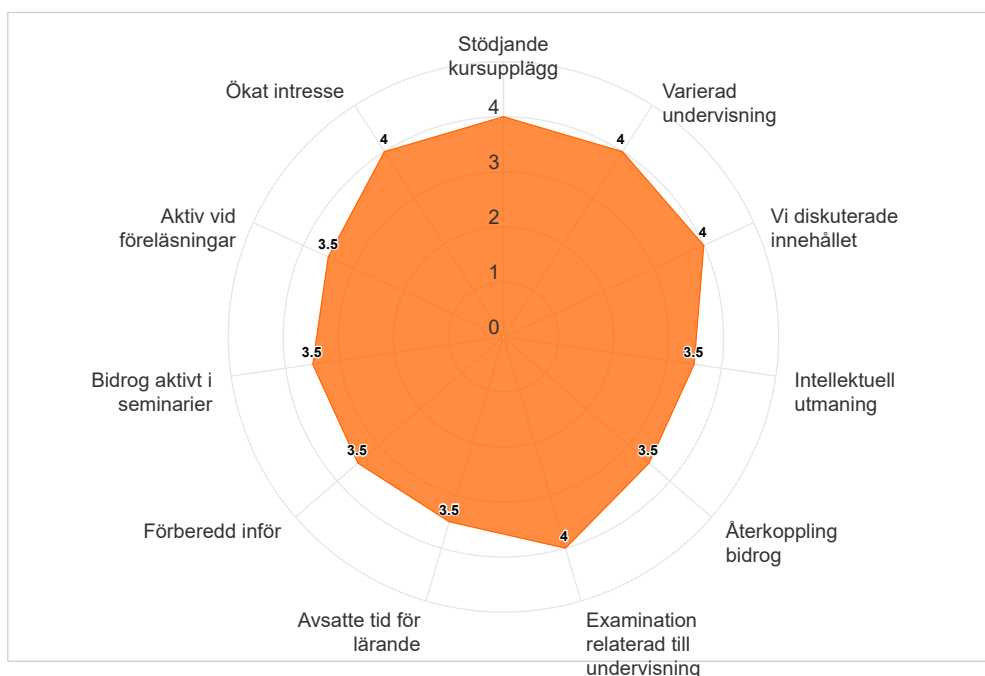 Stödjande
kursupplägg
Ökat intresse
Varierad
undervisning
4
4
4
3
2
1
0
Aktiv vid
föreläsningar
3.5
4
Vi diskuterade
innehållet
Bidrog aktivt i
seminarier
3.5
3.5
Intellektuell
utmaning
3.5
3.5
Förberedd inför
Återkoppling
bidrog
3.5
4
Avsatte tid för
lärande
Examination
relaterad till
undervisning